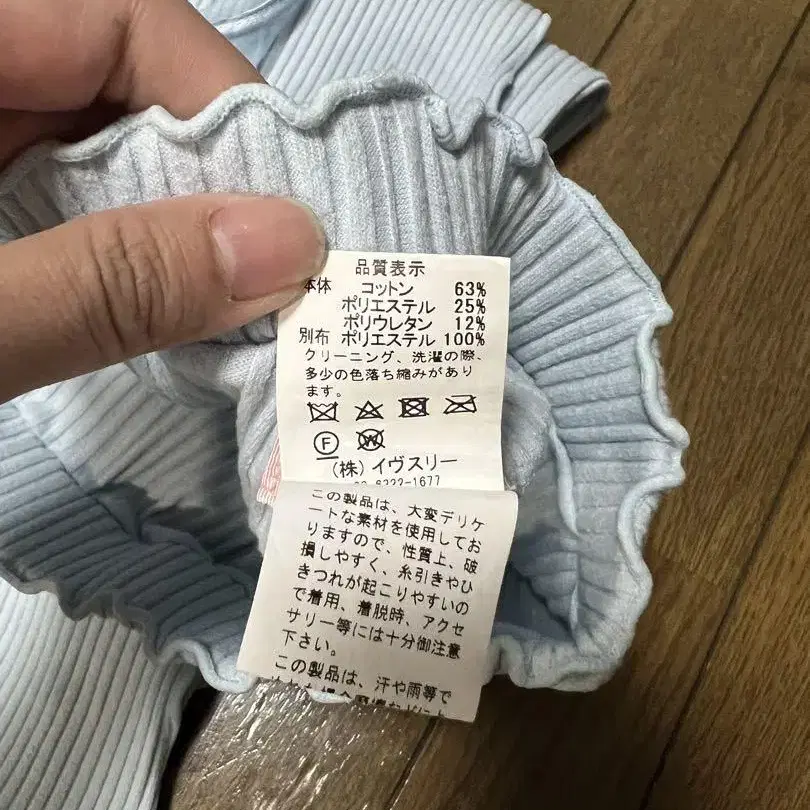 品質表示
本体 コットン 63%
ポリエステル 25%
ポリウレタン 12%
別布 ポリエステル 100%
クリーニング、洗濯の際、
多少の色落ち縮みがあり
ます。
F W
(株)イヴスリー
6222-1677
この製品は、大変デリケ
ートな素材を使用してお
りますので、性質上、破
損しやすく、糸引きやひ
きつれが起こりやすいの
で着用、着脱時、アクセ
サリー等には十分御注意
下さい。
この製品は、汗や雨等で